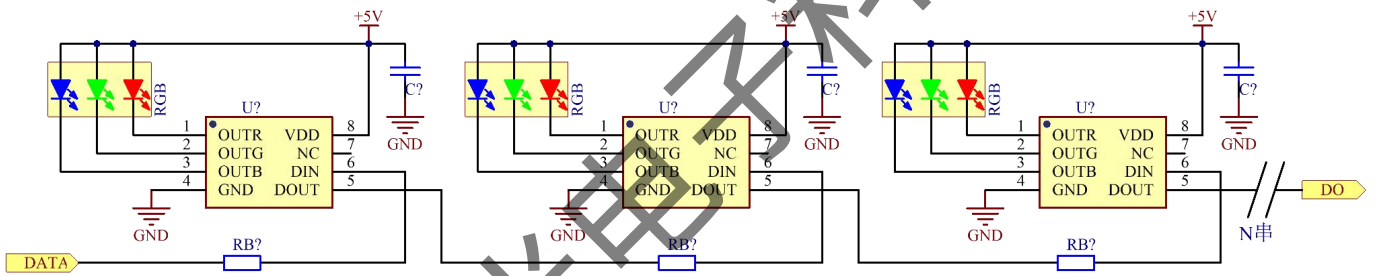 +5V
+5V
+5V
C?
C?
C?
RGB
RGB
RGB
U?
U?
U?
GND
GND
GND
1 OUTR VDD 8
2 OUTG NC 7
3 OUTB DIN 6
4 GND DOUT 5
1 OUTR VDD 8
2 OUTG NC 7
3 OUTB DIN 6
4 GND DOUT 5
1 OUTR VDD 8
2 OUTG NC 7
3 OUTB DIN 6
4 GND DOUT 5
DO
GND
GND
GND
N串
RB?
RB?
RB?
DATA
电子